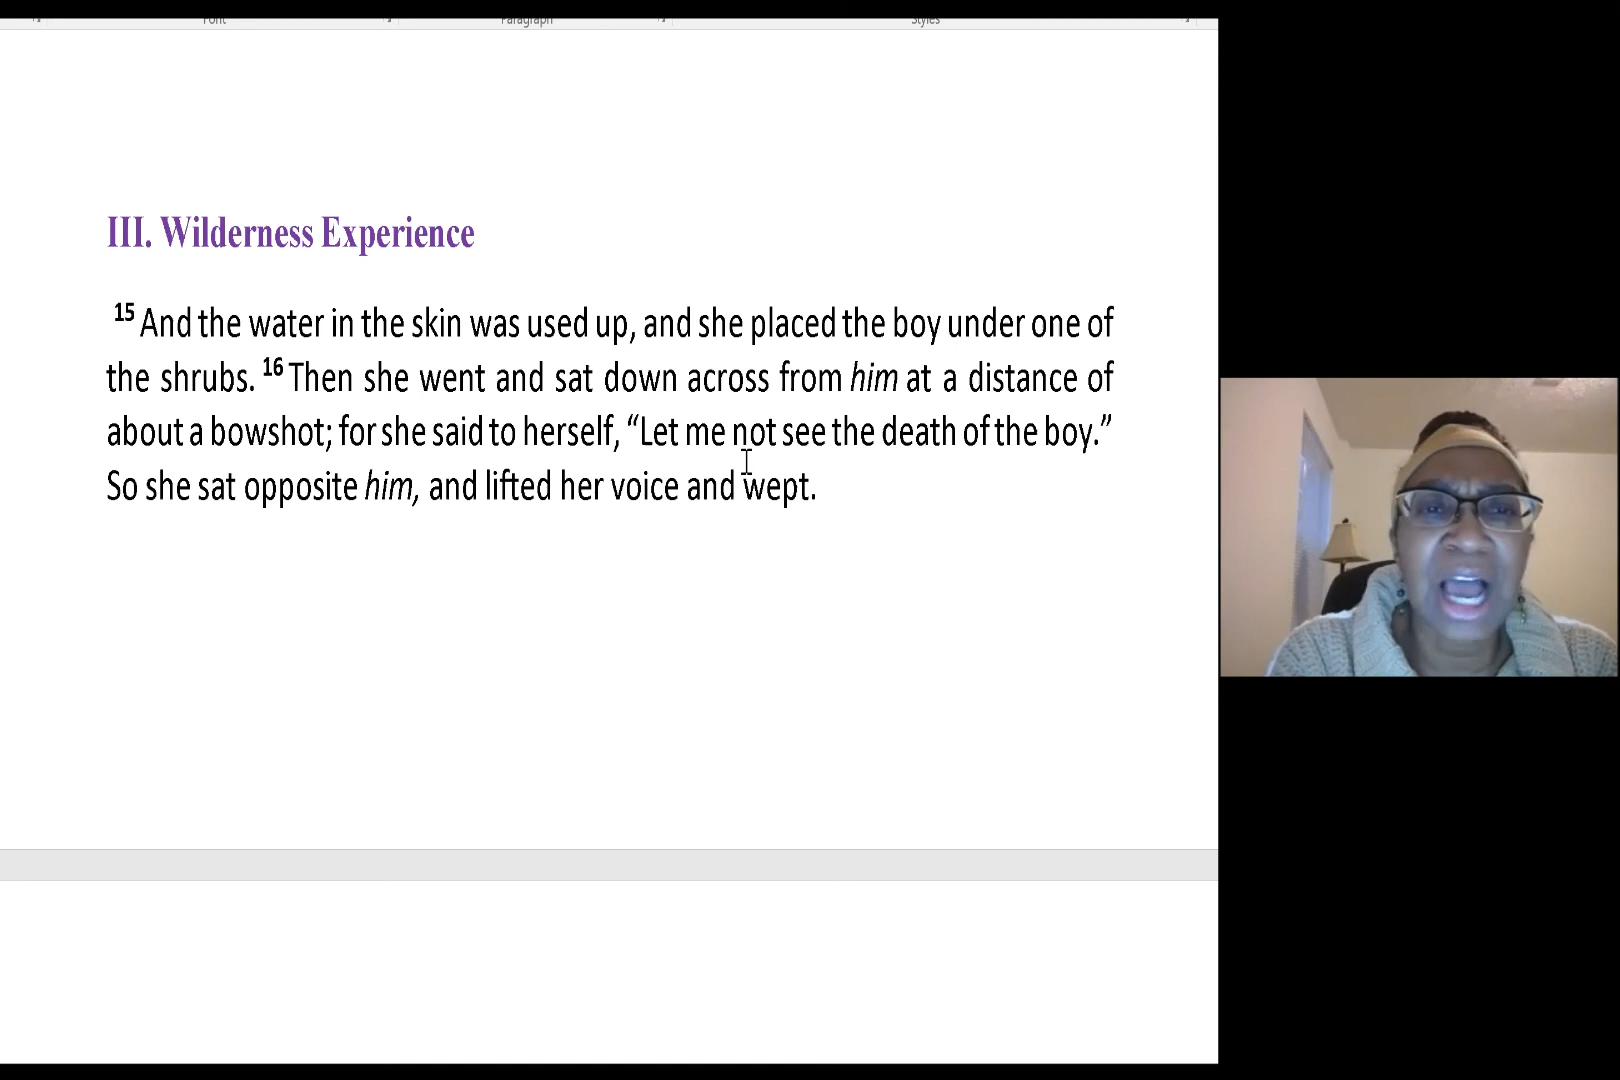 Font Paragraph Styles
III. Wilderness Experience
15 And the water in the skin was used up, and she placed the boy under one of
the shrubs. 16 Then she went and sat down across from him at a distance of
about a bowshot; for she said to herself, “Let me not see the death of the boy.”
So she sat opposite him, and lifted her voice and wept.